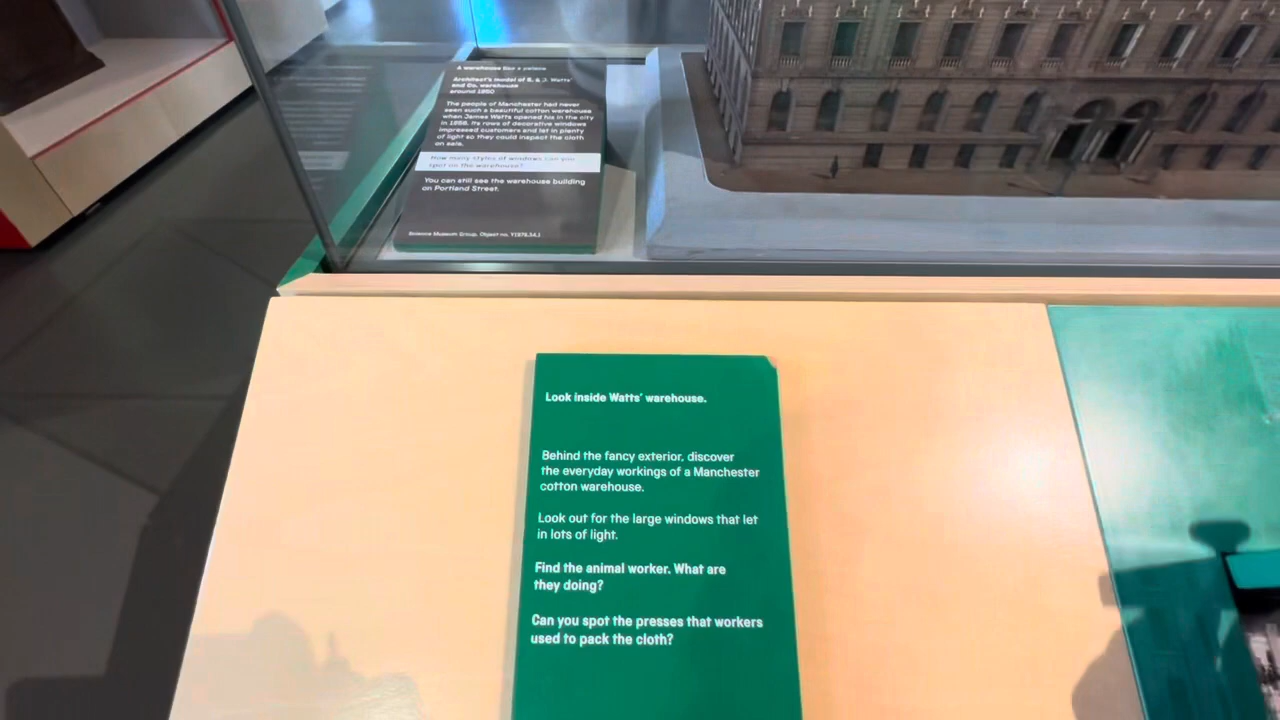 A warehouse like a palace
Architect's model of S. & J. Watts'
and Co. warehouse
around 1850
The people of Manchester had never
seen such a beautiful cotton warehouse
when James Watts opened his in the city
in 1856. Its rows of decorative windows
impressed customers and let in plenty
of light so they could inspect the cloth
on sale.
How many styles of windows can you
spot on the warehouse?
You can still see the warehouse building
on Portland Street.
Science Museum Group. Object no.
Look inside Watts' warehouse.
Behind the fancy exterior, discover
the everyday workings of a Manchester
cotton warehouse.
Look out for the large windows that let
in lots of light.
Find the animal worker. What are
they doing?
Can you spot the presses that workers
used to pack the cloth?